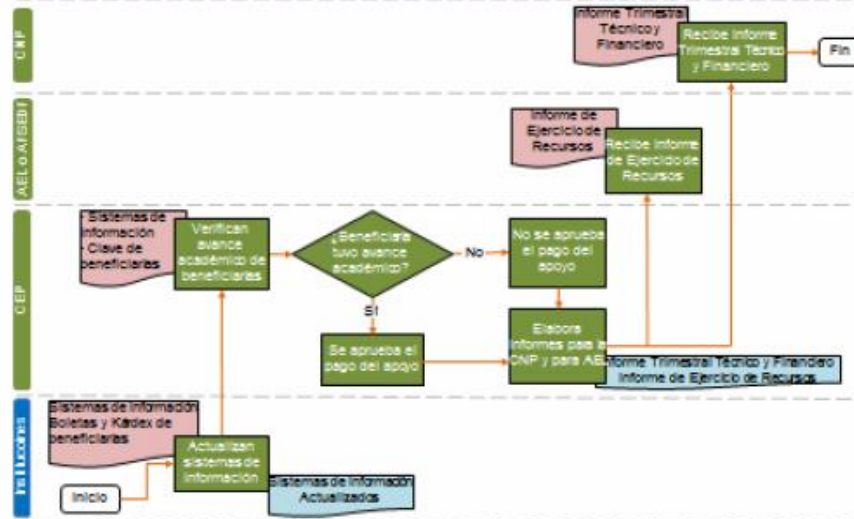 CNP
Informe Trimestral
Técnico y
Financiero
Recibe Informe
Trimestral Técnico
y Financiero
Fin
AEL o AFSEDF
Informe de
Ejercicio de
Recursos
Recibe Informe
de Ejercicio de
Recursos
CEP
- Sistemas de
Información
- Clave de
beneficiarias
Verifican
avance
académico de
beneficiarias
¿Beneficiaria
tuvo avance
académico?
No
No se aprueba
el pago del
apoyo
Sí
Se aprueba el
pago del apoyo
Elabora
Informes para la
CNP y para AEL
Informe Trimestral Técnico y Financiero
Informe de Ejercicio de Recursos
Sistemas de Información
Boletas y Kárdex de
beneficiarias
Actualizan
sistemas de
Información
Inicio
Sistemas de Información
Actualizados